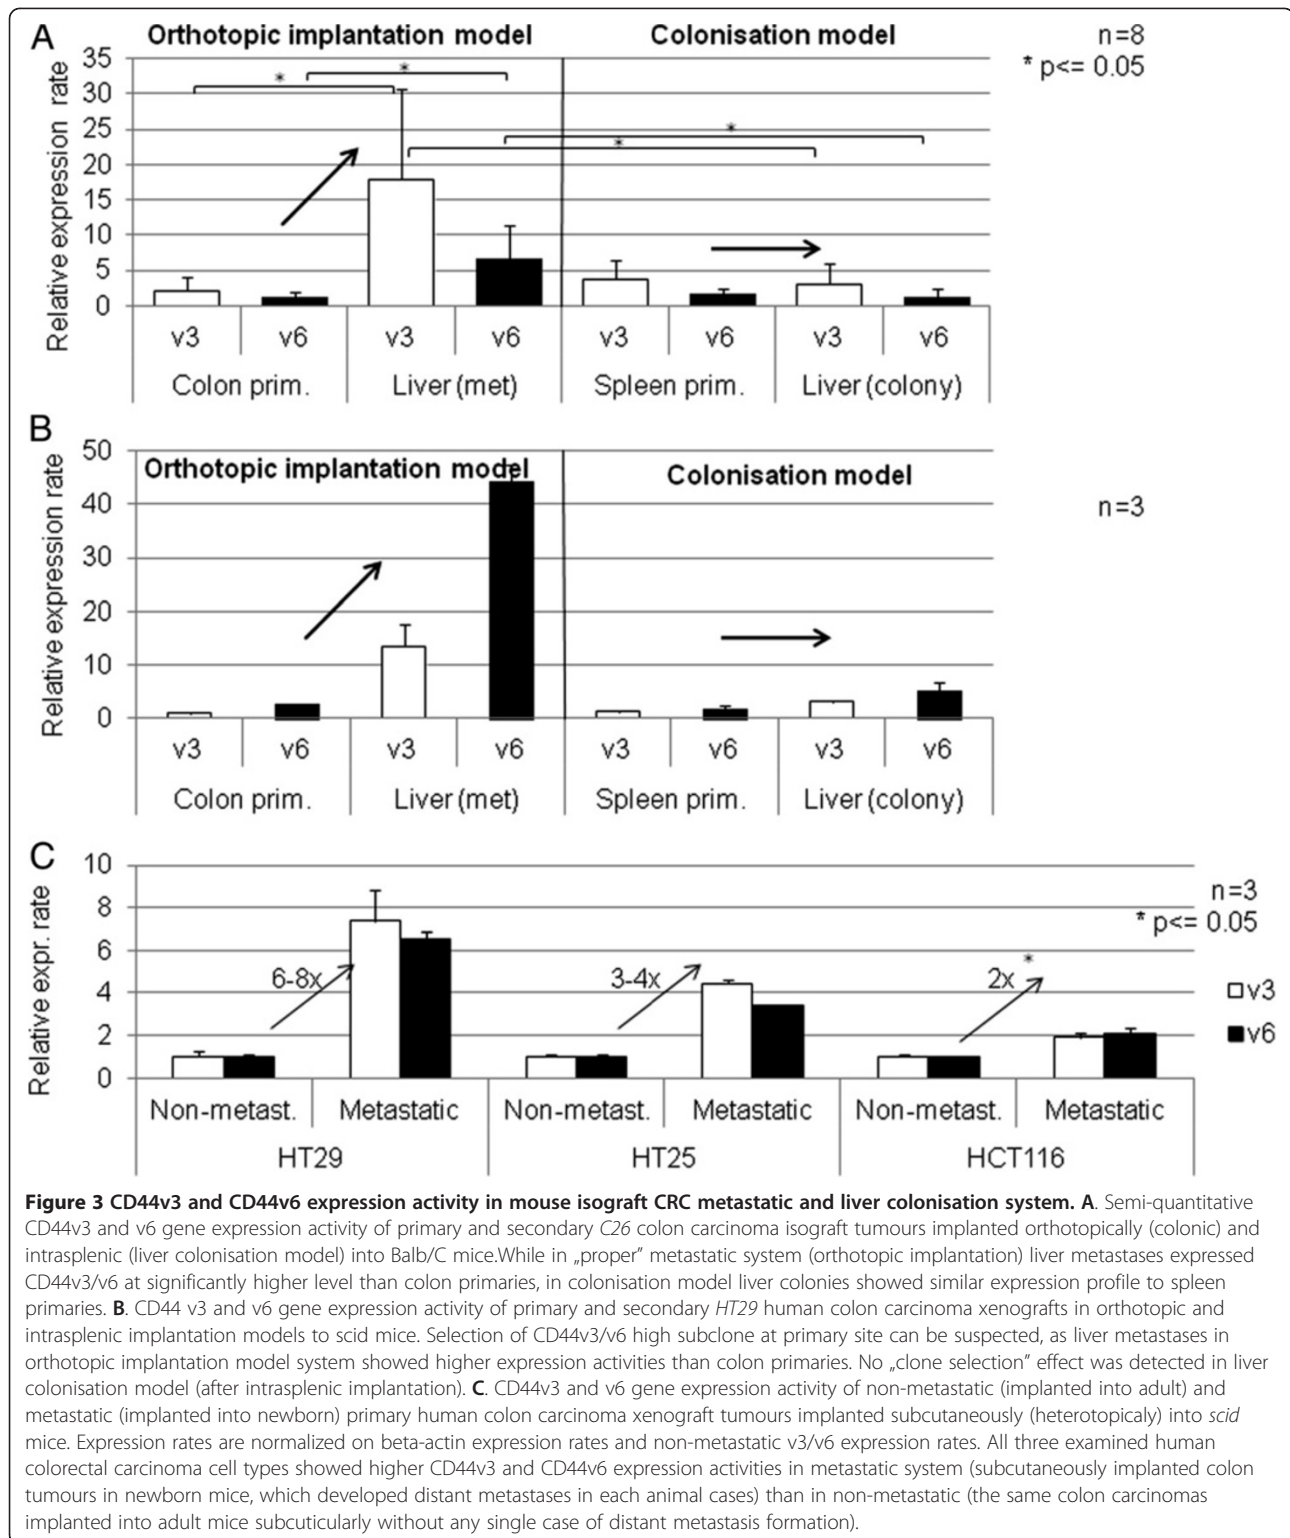 A
Orthotopic implantation model
Colonisation model
n=8
* p<= 0.05
Relative expression rate
35
30
25
20
15
10
5
0
*
*
*
*
v3
v6
v3
v6
v3
v6
v3
v6
Colon prim.
Liver (met)
Spleen prim.
Liver (colony)
B
Orthotopic implantation model
Colonisation model
n=3
Relative expression rate
50
40
30
20
10
0
v3
v6
v3
v6
v3
v6
v3
v6
Colon prim.
Liver (met)
Spleen prim.
Liver (colony)
C
Relative expr. rate
10
8
6
4
2
0
n=3
* p<= 0.05
6-8x
3-4x
2x
*
v3
v6
Non-metast.
Metastatic
Non-metast.
Metastatic
Non-metast.
Metastatic
HT29
HT25
HCT116
Figure 3 CD44v3 and CD44v6 expression activity in mouse isograft CRC metastatic and liver colonisation system. A. Semi-quantitative
CD44v3 and v6 gene expression activity of primary and secondary C26 colon carcinoma isograft tumours implanted orthotopically (colonic) and
intrasplenic (liver colonisation model) into Balb/C mice.While in „proper” metastatic system (orthotopic implantation) liver metastases expressed
CD44v3/v6 at significantly higher level than colon primaries, in colonisation model liver colonies showed similar expression profile to spleen
primaries. B. CD44 v3 and v6 gene expression activity of primary and secondary HT29 human colon carcinoma xenografts in orthotopic and
intrasplenic implantation models to scid mice. Selection of CD44v3/v6 high subclone at primary site can be suspected, as liver metastases in
orthotopic implantation model system showed higher expression activities than colon primaries. No „clone selection” effect was detected in liver
colonisation model (after intrasplenic implantation). C. CD44v3 and v6 gene expression activity of non-metastatic (implanted into adult) and
metastatic (implanted into newborn) primary human colon carcinoma xenograft tumours implanted subcutaneously (heterotopicaly) into scid
mice. Expression rates are normalized on beta-actin expression rates and non-metastatic v3/v6 expression rates. All three examined human
colorectal carcinoma cell types showed higher CD44v3 and CD44v6 expression activities in metastatic system (subcutaneously implanted colon
tumours in newborn mice, which developed distant metastases in each animal cases) than in non-metastatic (the same colon carcinomas
implanted into adult mice subcuticularly without any single case of distant metastasis formation).